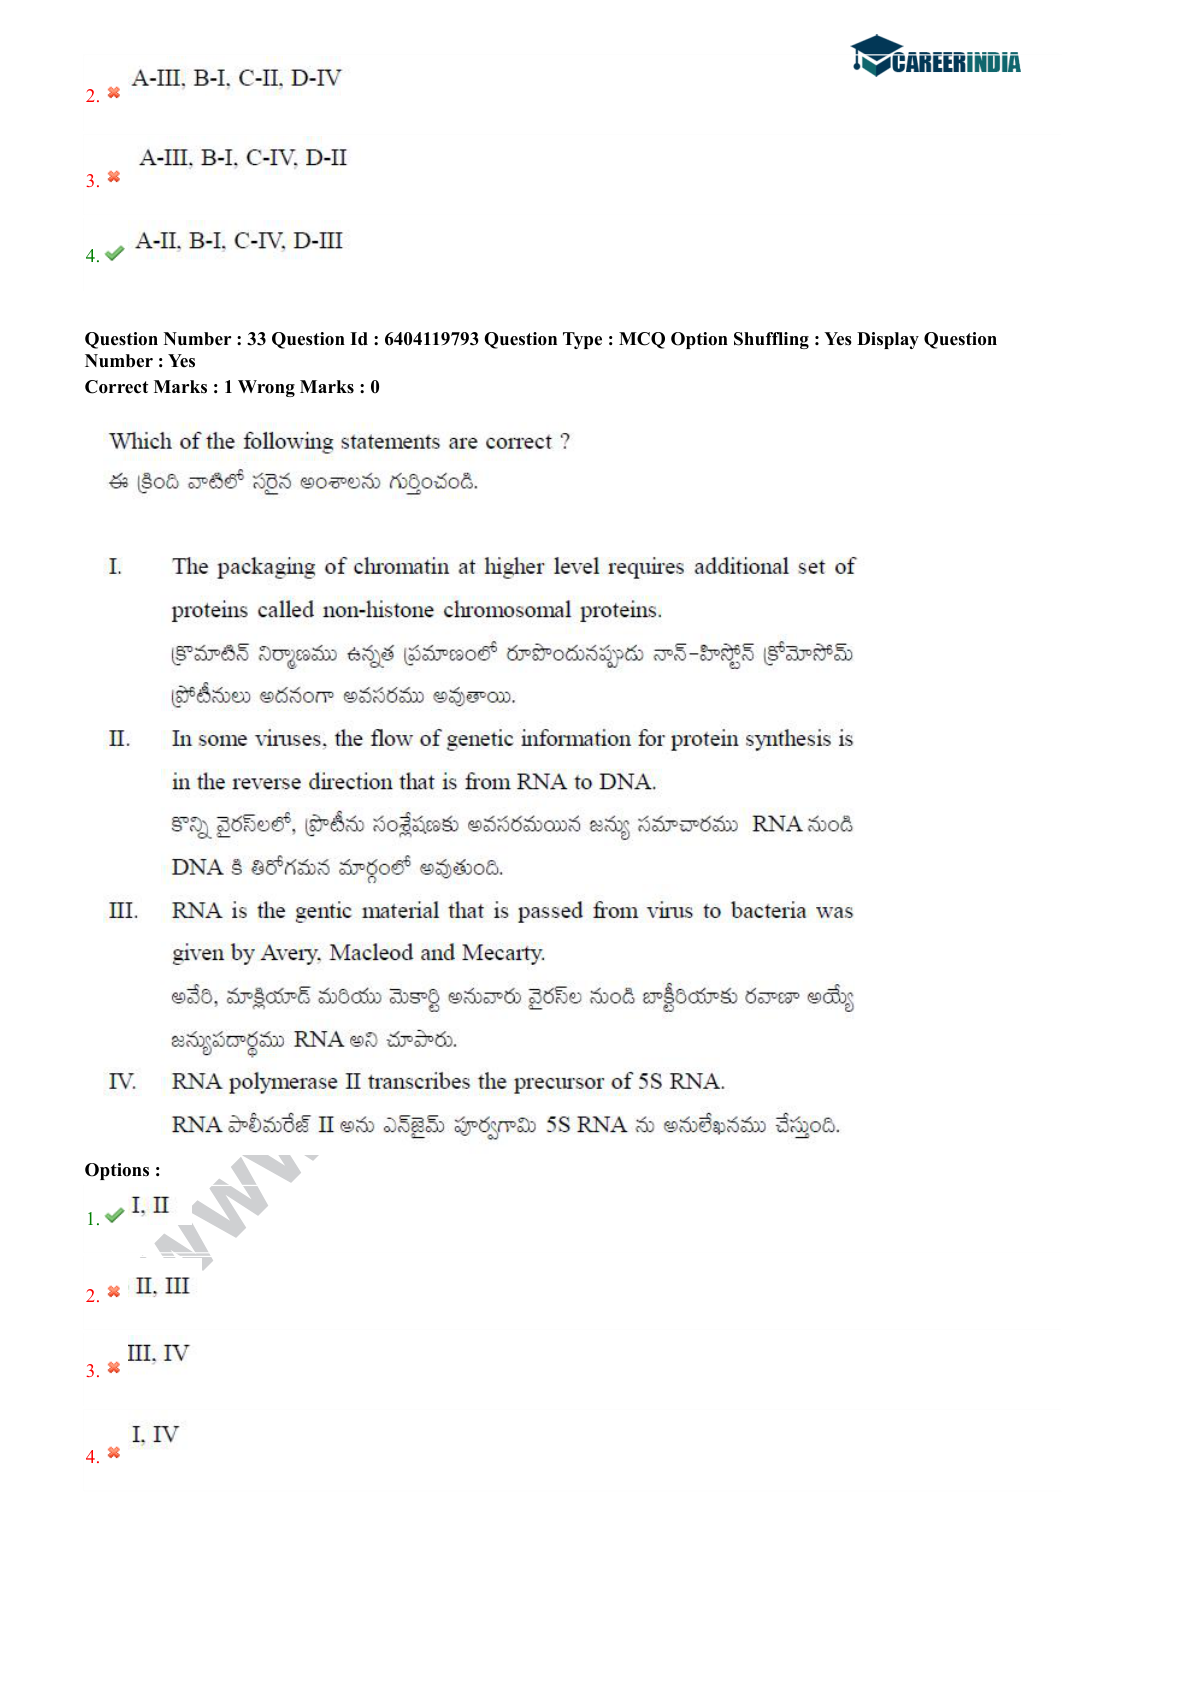 CAREERINDIA
A-III, B-I, C-II, D-IV
2.
A-III, B-I, C-IV, D-II
3.
A-II, B-I, C-IV, D-III
4.
Question Number : 33 Question Id : 6404119793 Question Type : MCQ Option Shuffling : Yes Display Question
Number : Yes
Correct Marks : 1 Wrong Marks : 0
Which of the following statements are correct ?
ఈ క్రింది వాటిలో సరైన అంశాలను గుర్తించండి.
I. The packaging of chromatin at higher level requires additional set of
proteins called non-histone chromosomal proteins.
క్రొమాటిన్ నిర్మాణము ఉన్నత ప్రమాణంలో రూపొందునప్పుడు నాన్-హిస్టోన్ క్రోమోసోమ్
ప్రోటీనులు అదనంగా అవసరము అవుతాయి.
II. In some viruses, the flow of genetic information for protein synthesis is
in the reverse direction that is from RNA to DNA.
కొన్ని వైరస్‌లలో, ప్రొటీను సంశ్లేషణకు అవసరమయిన జన్యు సమాచారము RNA నుండి
DNA కి తిరోగమన మార్గంలో అవుతుంది.
III. RNA is the gentic material that is passed from virus to bacteria was
given by Avery, Macleod and Mecarty.
అవేరి, మాక్లియాడ్ మరియు మెకార్టి అనువారు వైరస్‌ల నుండి బాక్టీరియాకు రవాణా అయ్యే
జన్యుపదార్థము RNA అని చూపారు.
IV. RNA polymerase II transcribes the precursor of 5S RNA.
RNA పాలీమరేజ్ II అను ఎన్‌జైమ్ పూర్వగామి 5S RNA ను అనులేఖనము చేస్తుంది.
Options :
I, II
1.
II, III
2.
III, IV
3.
I, IV
4.